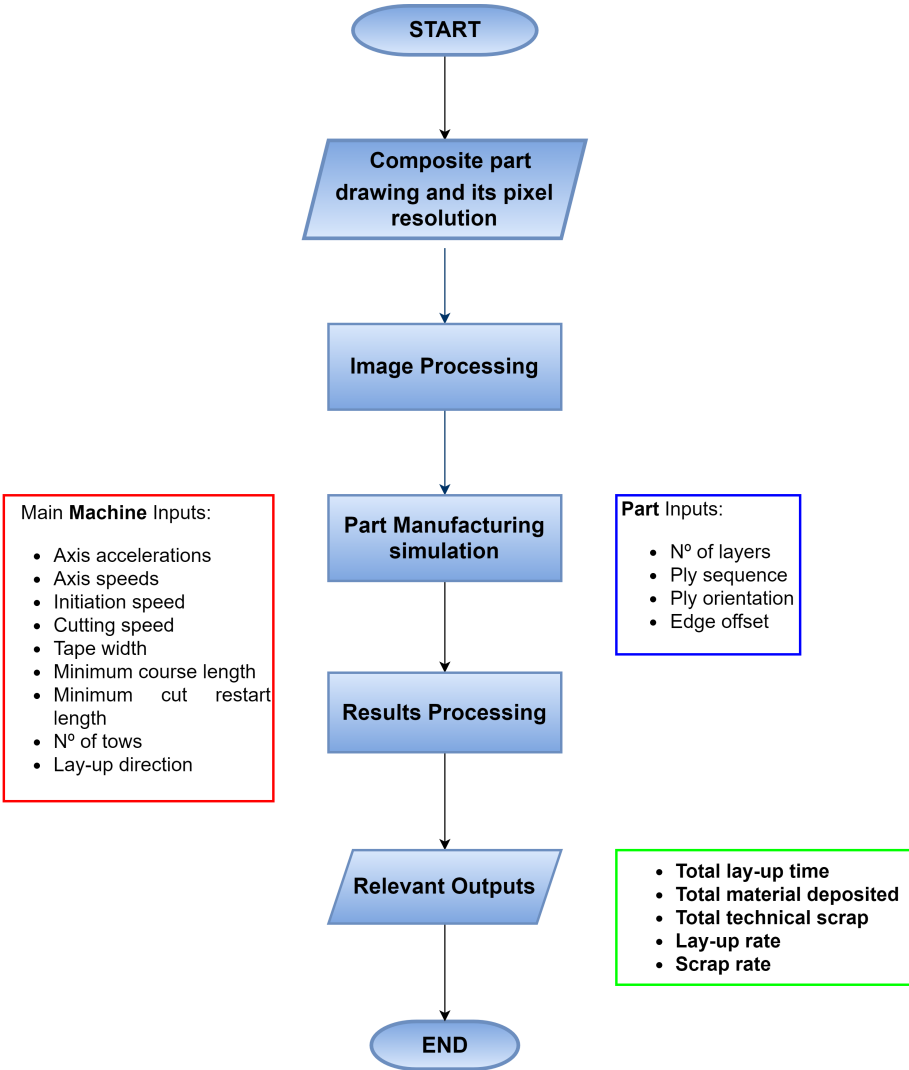 START
Composite part
drawing and its pixel
resolution
Image Processing
Part Manufacturing
simulation
Main Machine Inputs:
Axis accelerations
Axis speeds
Initiation speed
Cutting speed
Tape width
Minimum course length
Minimum cut restart
length
Nº of tows
Lay-up direction
Part Inputs:
Nº of layers
Ply sequence
Ply orientation
Edge offset
Results Processing
Relevant Outputs
Total lay-up time
Total material deposited
Total technical scrap
Lay-up rate
Scrap rate
END